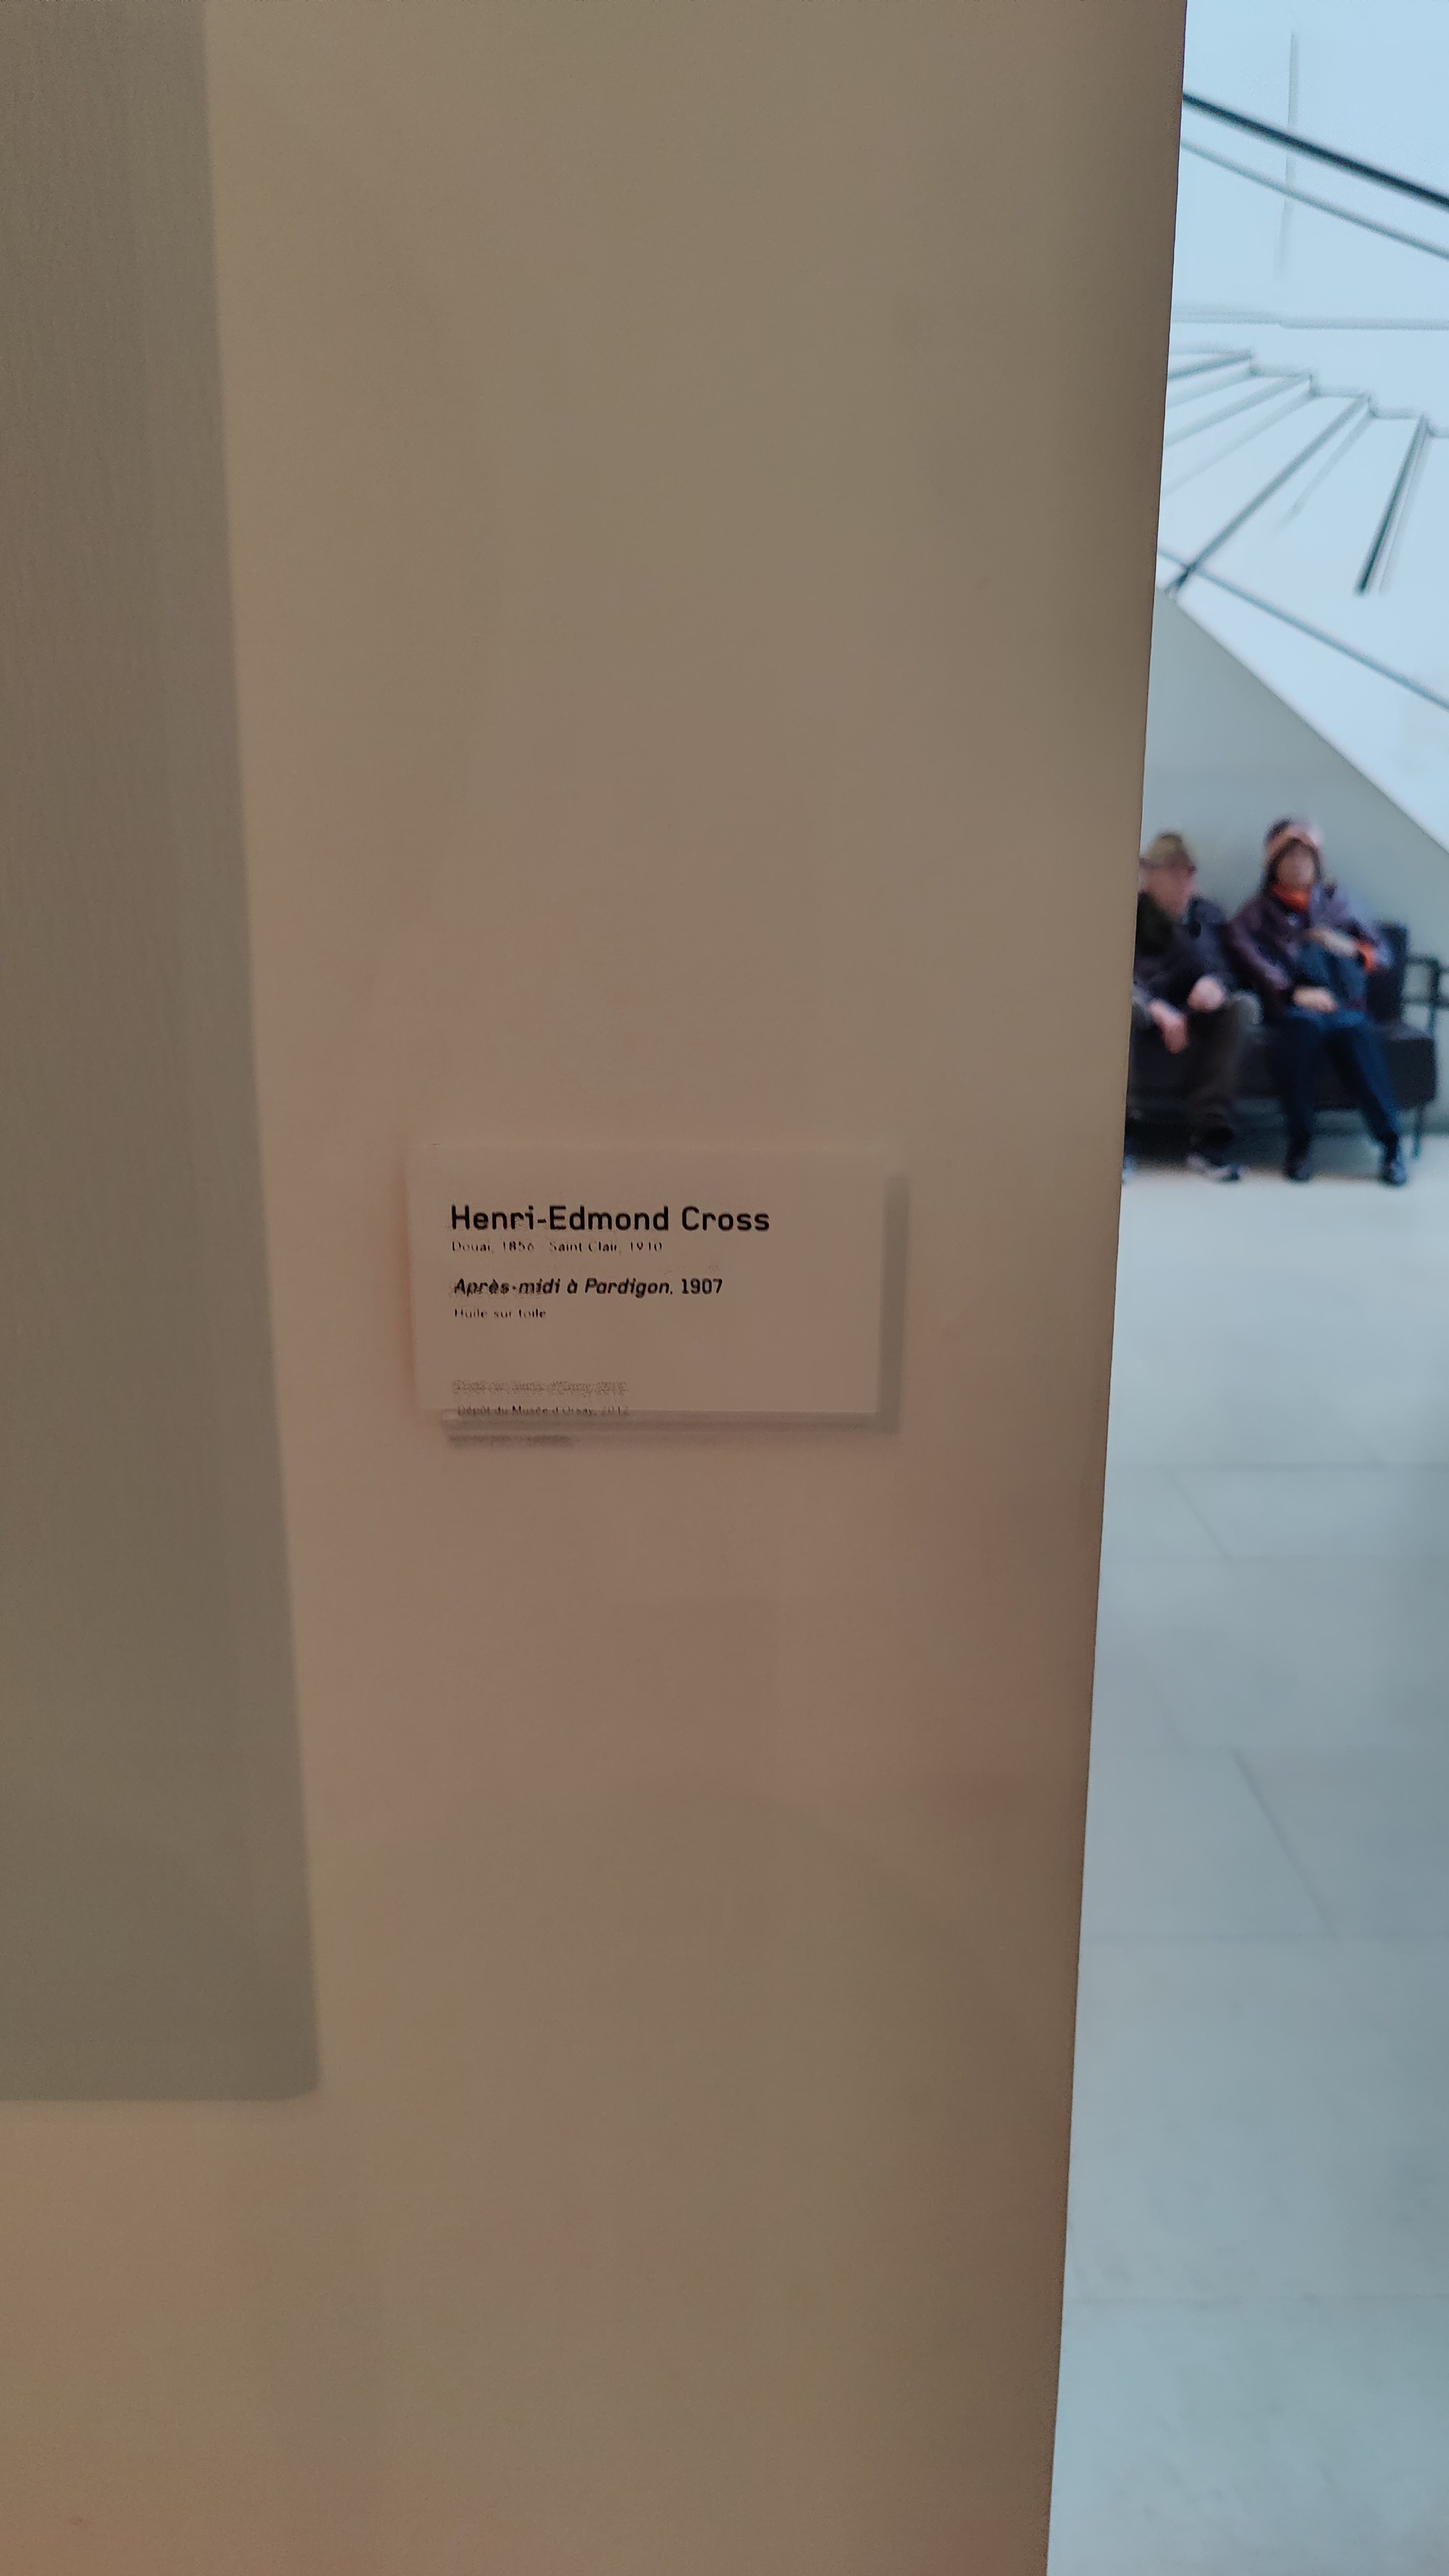 Henri-Edmond Cross
Douai, 1856 - Saint Clair, 1910
Après-midi à Pardigon, 1907
Huile sur toile
Dépôt du Musée d'Orsay, 2012